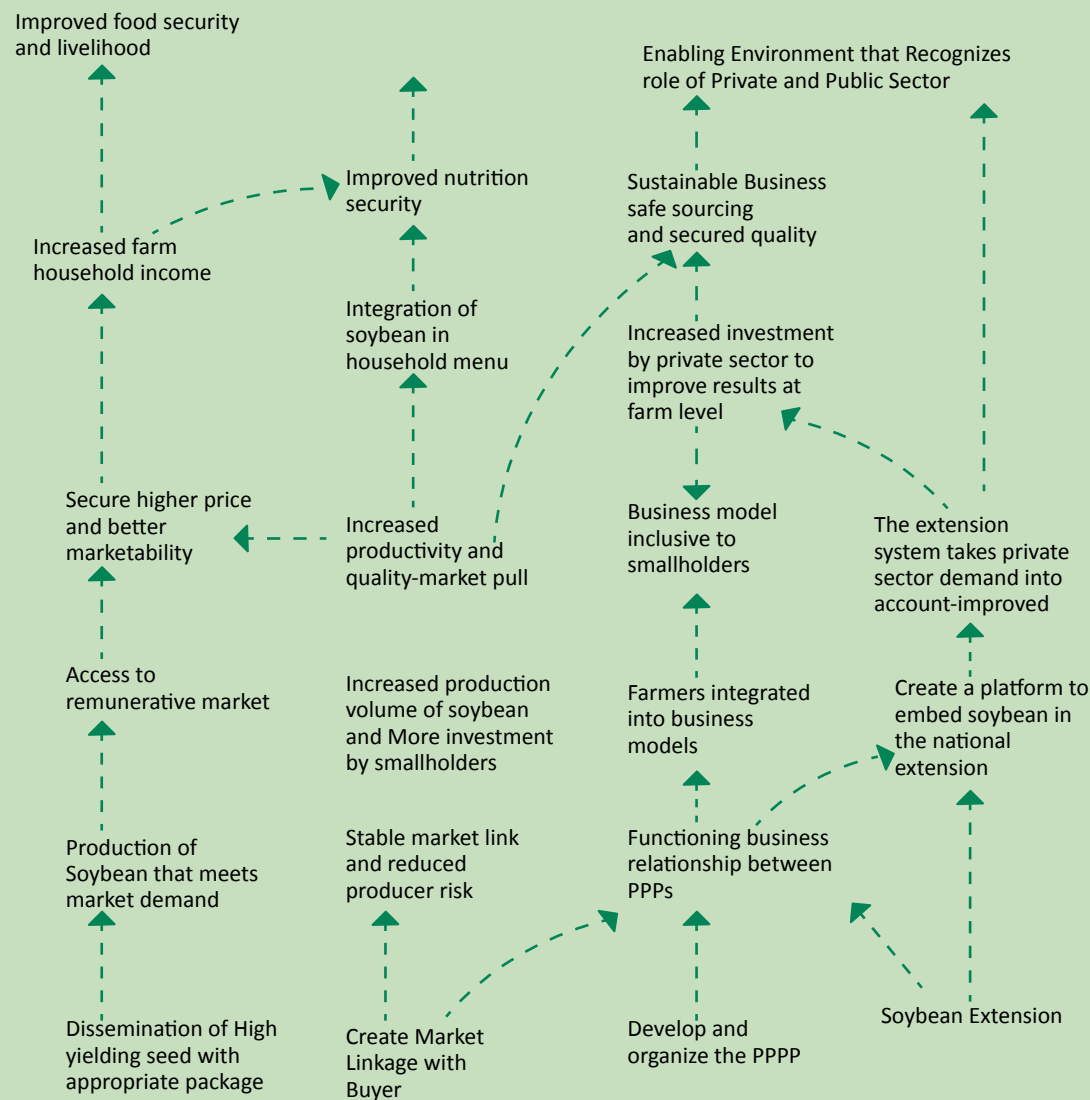 Improved food security
and livelihood
Enabling Environment that Recognizes
role of Private and Public Sector
Improved nutrition
security
Sustainable Business
safe sourcing
and secured quality
Increased farm
household income
Integration of
soybean in
household menu
Increased investment
by private sector to
improve results at
farm level
Secure higher price
and better
marketability
Increased
productivity and
quality-market pull
Business model
inclusive to
smallholders
The extension
system takes private
sector demand into
account-improved
Access to
remunerative market
Increased production
volume of soybean
and More investment
by smallholders
Farmers integrated
into business
models
Create a platform to
embed soybean in
the national
extension
Production of
Soybean that meets
market demand
Stable market link
and reduced
producer risk
Functioning business
relationship between
PPPs
Dissemination of High
yielding seed with
appropriate package
Create Market
Linkage with
Buyer
Develop and
organize the PPPP
Soybean Extension